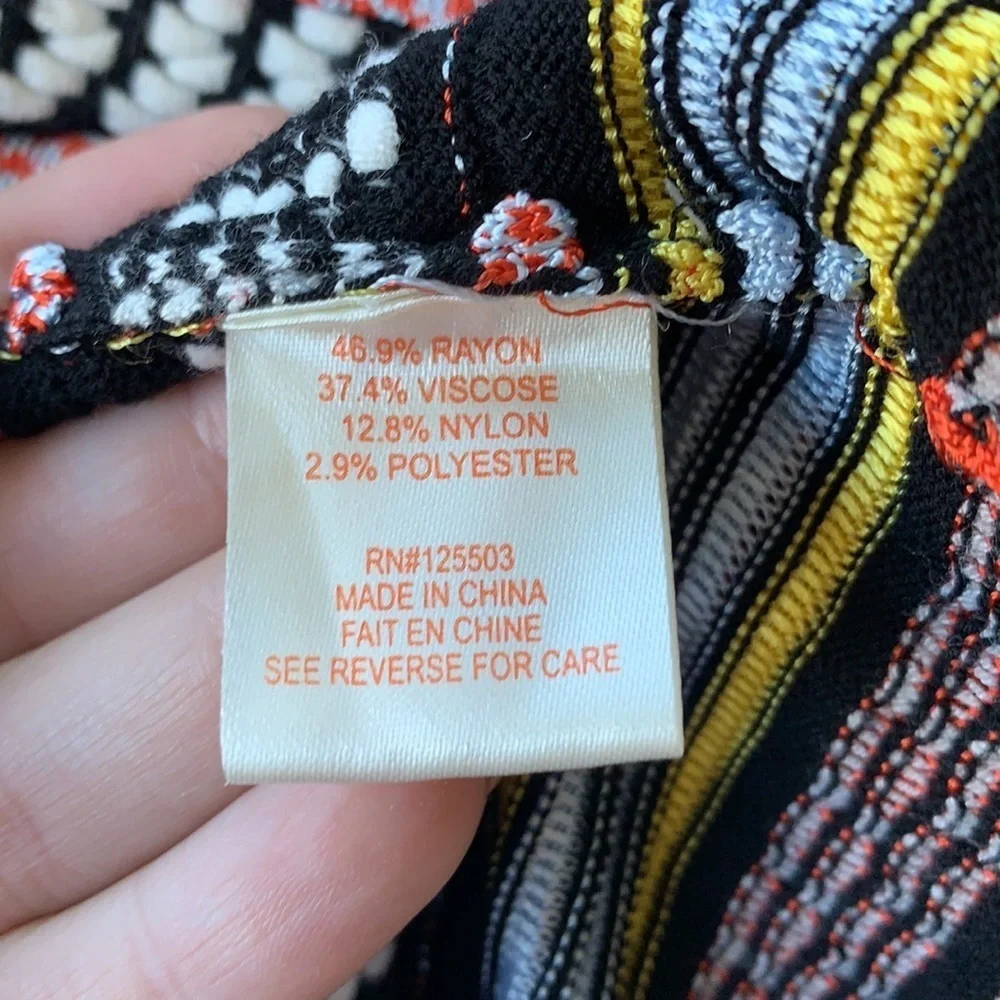 46.9% RAYON
37.4% VISCOSE
12.8% NYLON
2.9% POLYESTER
RN#125503
MADE IN CHINA
FAIT EN CHINE
SEE REVERSE FOR CARE